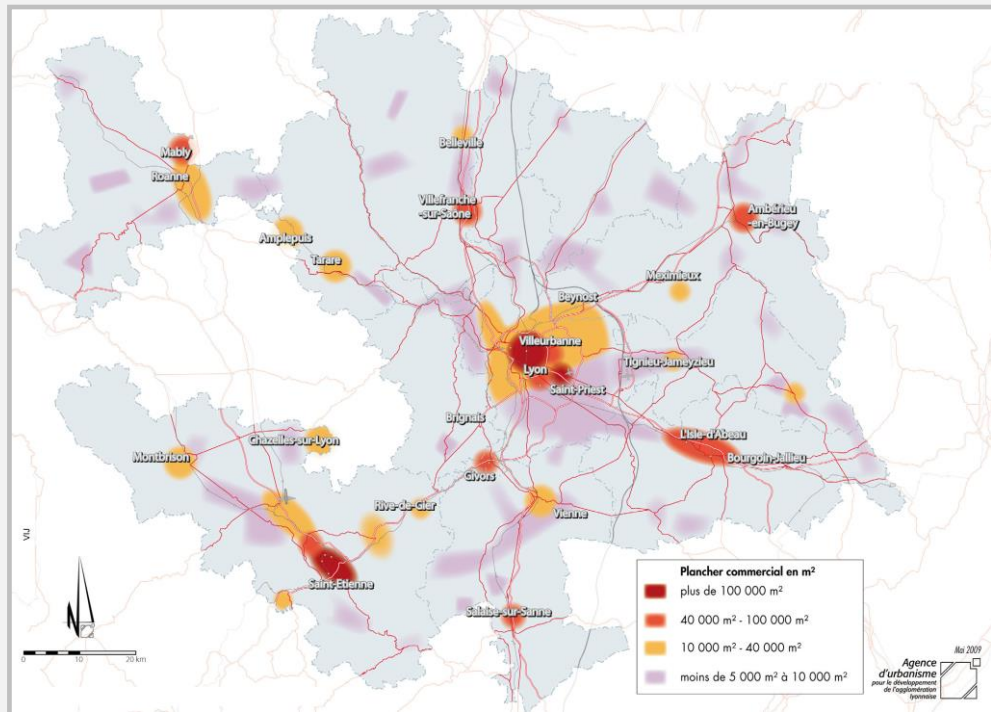 Mably
Roanne
Belleville
Villefranche
-sur-Saône
Ambérieu
-en-Bugey
Amplepuis
Tarare
Meximieux
Beynost
Villeurbanne
Lyon
Tignieu-Jameyzieu
Saint-Priest
Brignais
Chazelles-sur-Lyon
Montbrison
L'Isle-d'Abeau
Bourgoin-Jallieu
Givors
Rive-de-Gier
Vienne
Saint-Etienne
Salaise-sur-Sanne
VU
N
0 10 20 km
Plancher commercial en m²
plus de 100 000 m²
40 000 m² - 100 000 m²
10 000 m² - 40 000 m²
moins de 5 000 m² à 10 000 m²
Mai 2009
Agence
d'urbanisme
pour le développement
de l'agglomération
lyonnaise